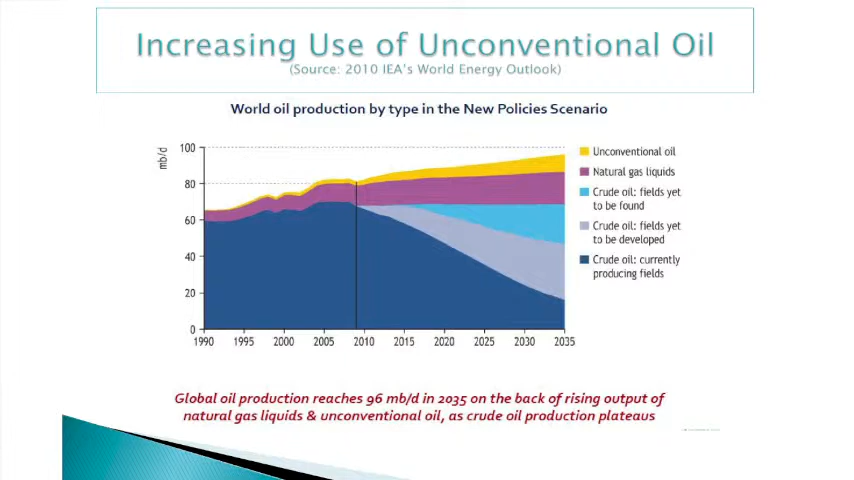 Increasing Use of Unconventional Oil
(Source: 2010 IEA's World Energy Outlook)
World oil production by type in the New Policies Scenario
mb/d
100
80
60
40
20
0
1990 1995 2000 2005 2010 2015 2020 2025 2030 2035
Unconventional oil
Natural gas liquids
Crude oil: fields yet
to be found
Crude oil: fields yet
to be developed
Crude oil: currently
producing fields
Global oil production reaches 96 mb/d in 2035 on the back of rising output of
natural gas liquids & unconventional oil, as crude oil production plateaus